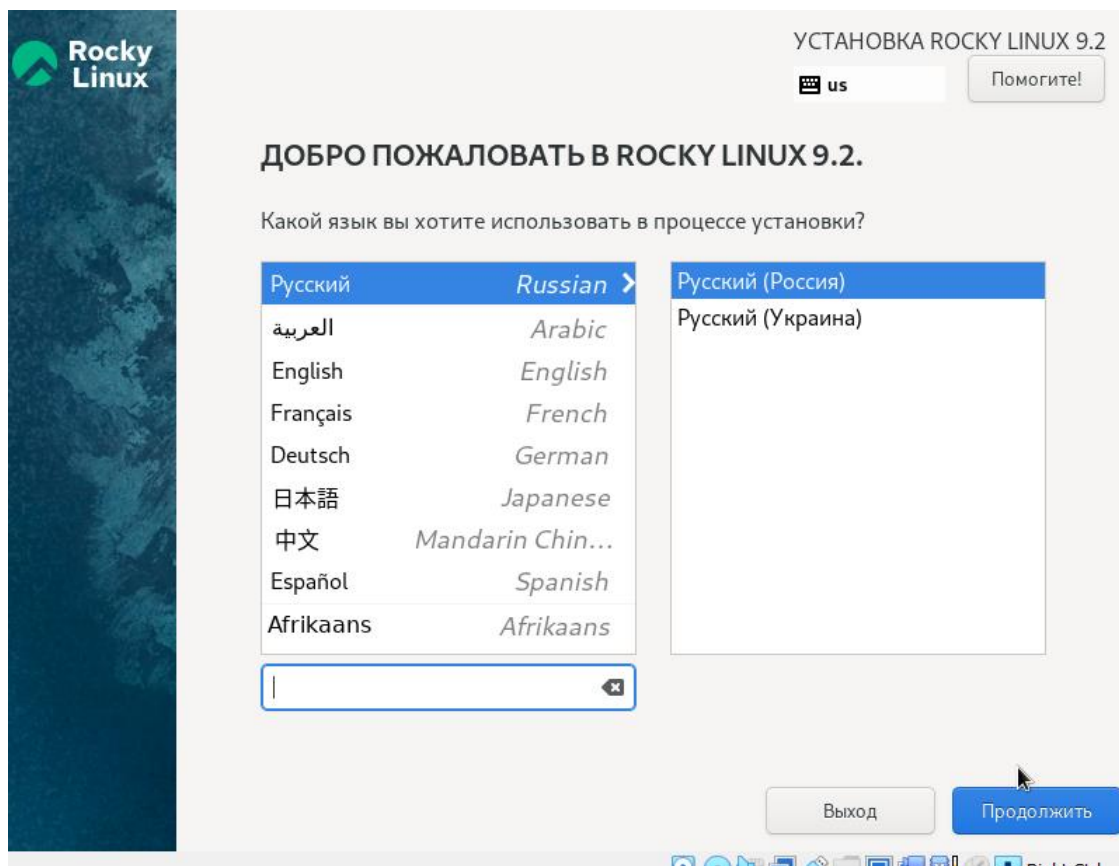 Rocky
Linux
УСТАНОВКА ROCKY LINUX 9.2
us
Помогите!
ДОБРО ПОЖАЛОВАТЬ В ROCKY LINUX 9.2.
Какой язык вы хотите использовать в процессе установки?
Русский Russian
العربية Arabic
English English
Français French
Deutsch German
日本語 Japanese
中文 Mandarin Chin...
Español Spanish
Afrikaans Afrikaans
Русский (Россия)
Русский (Украина)
Выход
Продолжить